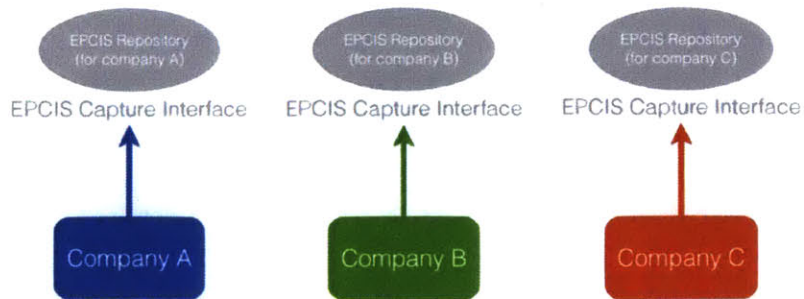 EPCIS Repository
(for company A)
EPCIS Repository
(for company B)
EPCIS Repository
(for company C)
EPCIS Capture Interface
EPCIS Capture Interface
EPCIS Capture Interface
Company A
Company B
Company C